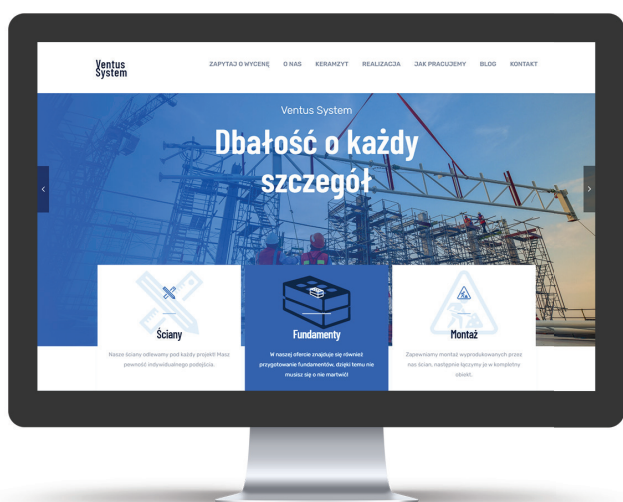 Ventus
System
ZAPYTAJ O WYCENĘ O NAS KERAMZYT REALIZACJA JAK PRACUJEMY BLOG KONTAKT
Ventus System
Dbałość o każdy
szczegół
Ściany
Nasze ściany odlewamy pod każdy projekt! Masz
pewność indywidualnego podejścia.
Fundamenty
W naszej ofercie znajduje się również
przygotowanie fundamentów, dzięki temu nie
musisz się o nie martwić!
Montaż
Zapewniamy montaż wyprodukowanych przez
nas ścian, następnie łączymy je w kompletny
obiekt.